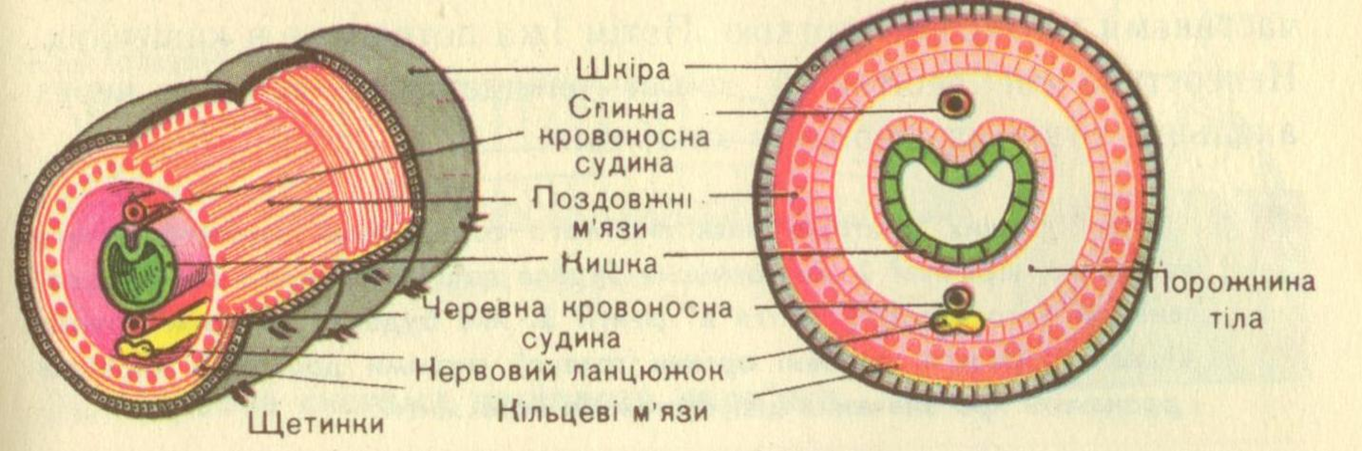 Шкіра
Спинна
кровоносна
судина
Поздовжні
м'язи
Кишка
Черевна кровоносна
судина
Нервовий ланцюжок
Кільцеві м'язи
Щетинки
Порожнина
тіла